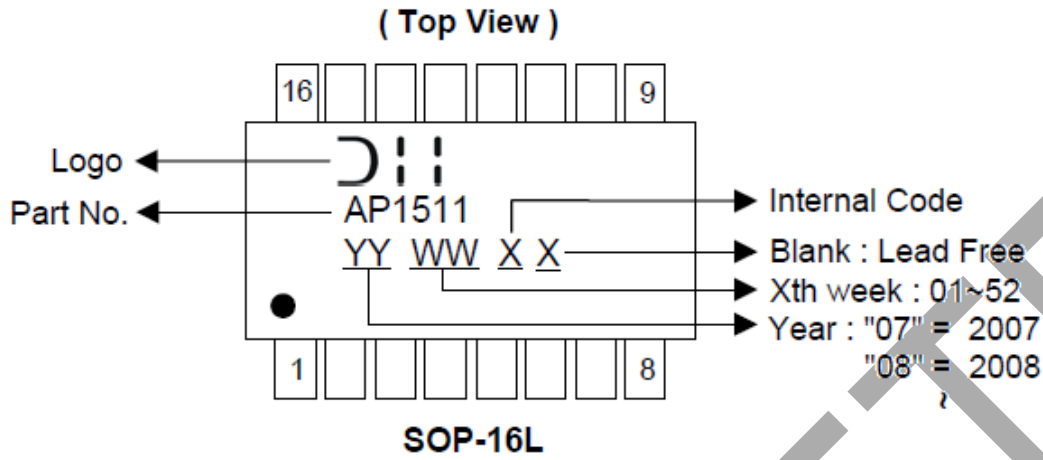 ( Top View )
16 9
Logo
Part No.
AP1511
YY WW X X
Internal Code
Blank : Lead Free
Xth week : 01~52
Year : "07" = 2007
"08" = 2008
~
1 8
SOP-16L